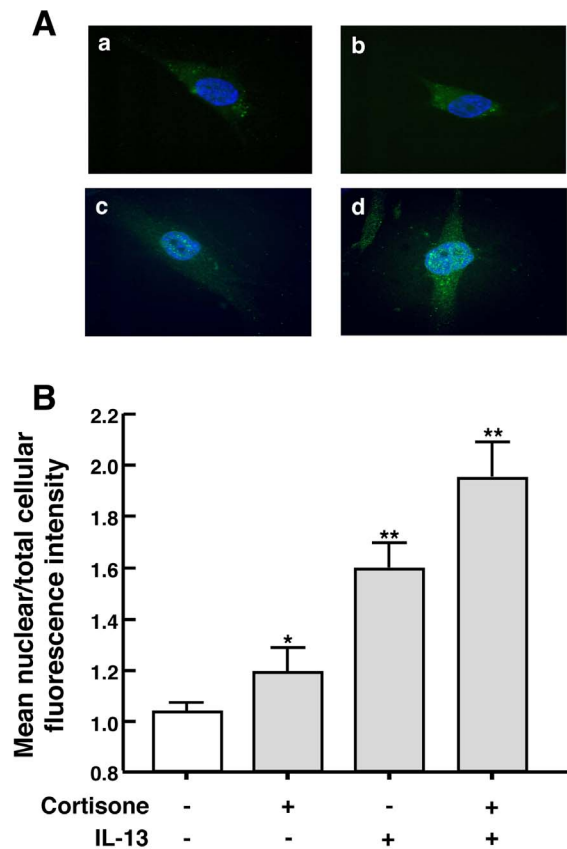 A
a
b
c
d
B
Mean nuclear/total cellular
fluorescence intensity
2.2
2.0
1.8
1.6
1.4
1.2
1.0
0.8
*
**
**
Cortisone - + - +
IL-13 - - + +